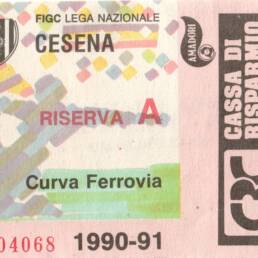 FIGC LEGA NAZIONALE
CESENA
AMADORI
RISERVA A
Curva Ferrovia
04068 1990-91
CASSA DI
RISPARMIO